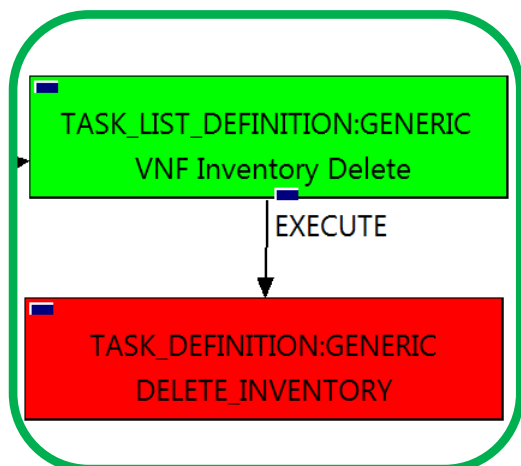 TASK_LIST_DEFINITION:GENERIC
VNF Inventory Delete
EXECUTE
TASK_DEFINITION:GENERIC
DELETE_INVENTORY